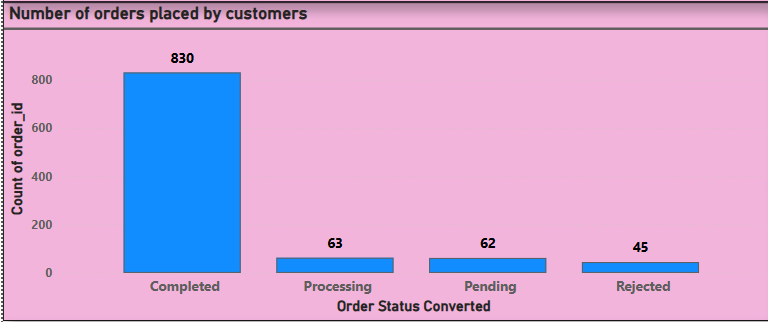 Number of orders placed by customers
Count of order_id
800
600
400
200
0
830
63
62
45
Completed
Processing
Pending
Rejected
Order Status Converted